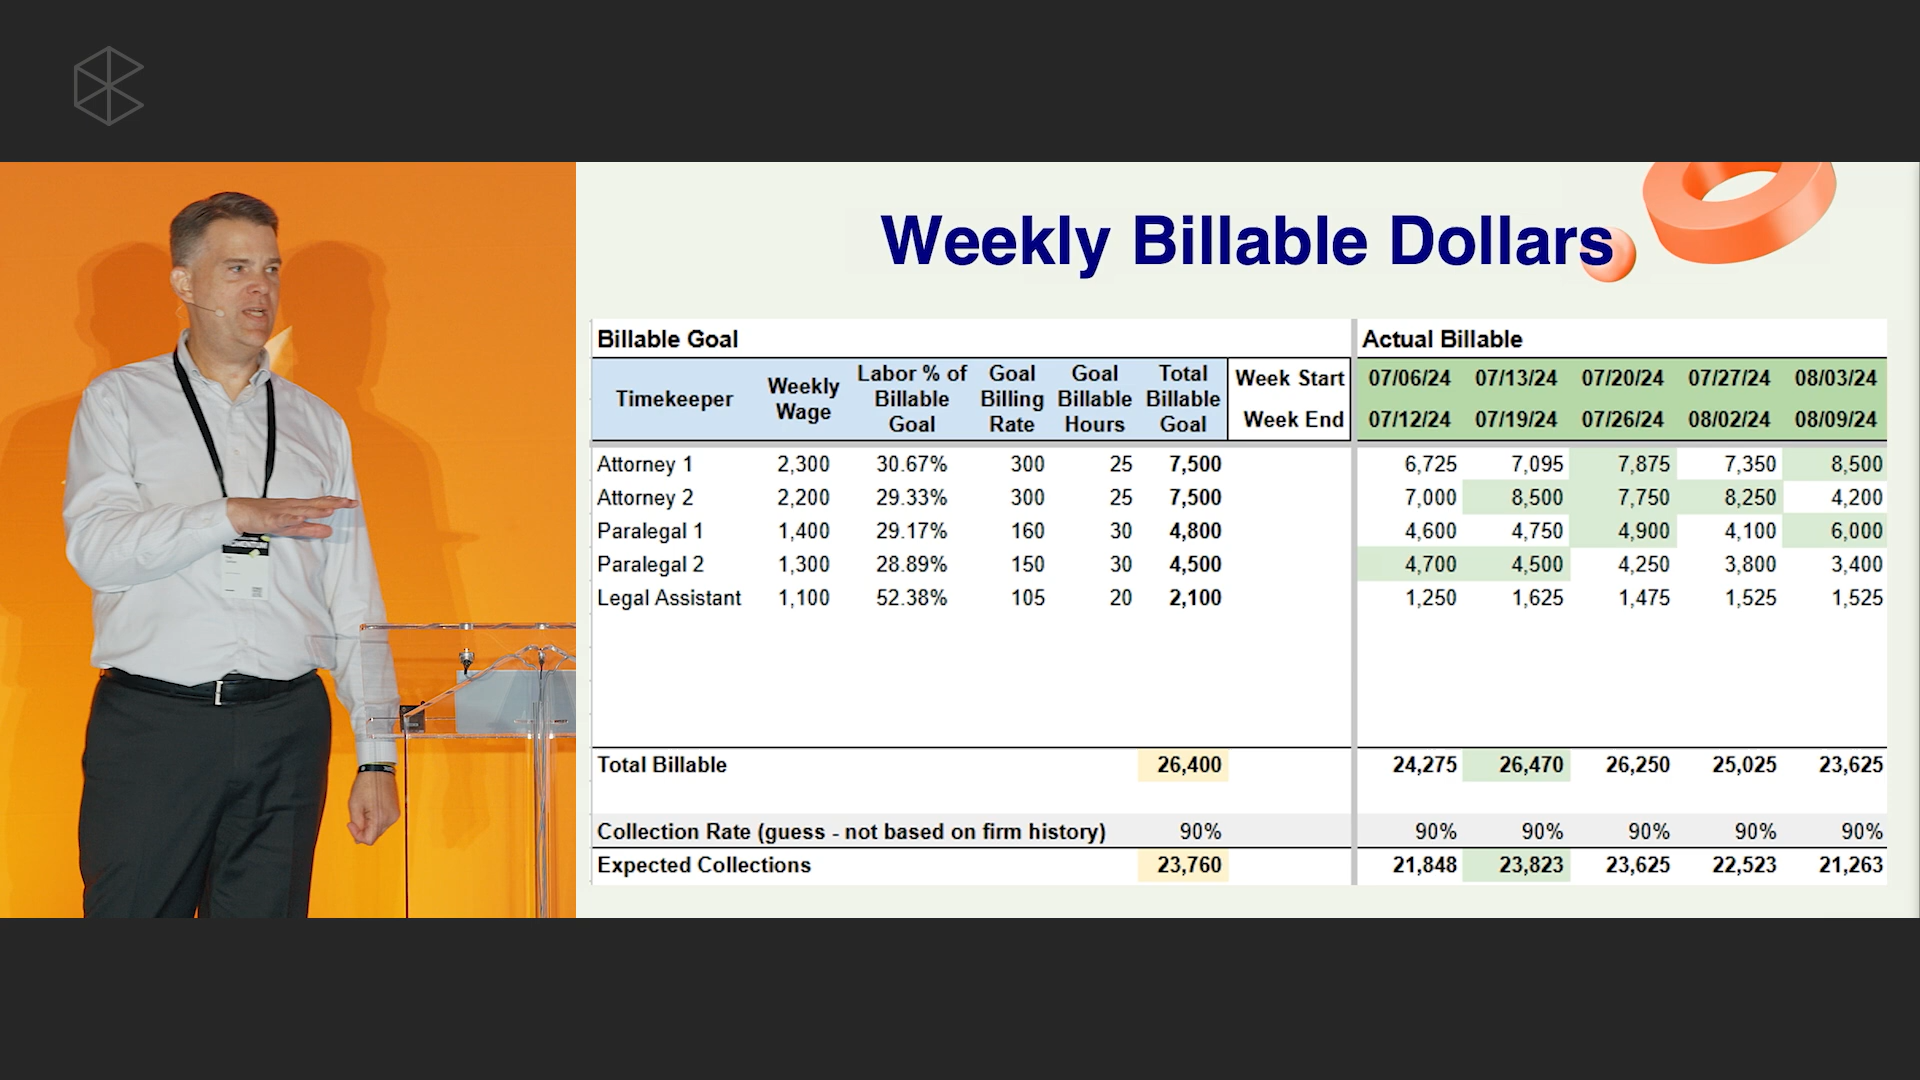 Weekly Billable Dollars
Billable Goal Actual Billable
Timekeeper Weekly Wage Labor % of Billable Goal Goal Billing Rate Goal Billable Hours Total Billable Goal Week Start 07/06/24 07/13/24 07/20/24 07/27/24 08/03/24
Week End 07/12/24 07/19/24 07/26/24 08/02/24 08/09/24
Attorney 1 2,300 30.67% 300 25 7,500 6,725 7,095 7,875 7,350 8,500
Attorney 2 2,200 29.33% 300 25 7,500 7,000 8,500 7,750 8,250 4,200
Paralegal 1 1,400 29.17% 160 30 4,800 4,600 4,750 4,900 4,100 6,000
Paralegal 2 1,300 28.89% 150 30 4,500 4,700 4,500 4,250 3,800 3,400
Legal Assistant 1,100 52.38% 105 20 2,100 1,250 1,625 1,475 1,525 1,525
Total Billable 26,400 24,275 26,470 26,250 25,025 23,625
Collection Rate (guess - not based on firm history) 90% 90% 90% 90% 90% 90%
Expected Collections 23,760 21,848 23,823 23,625 22,523 21,263